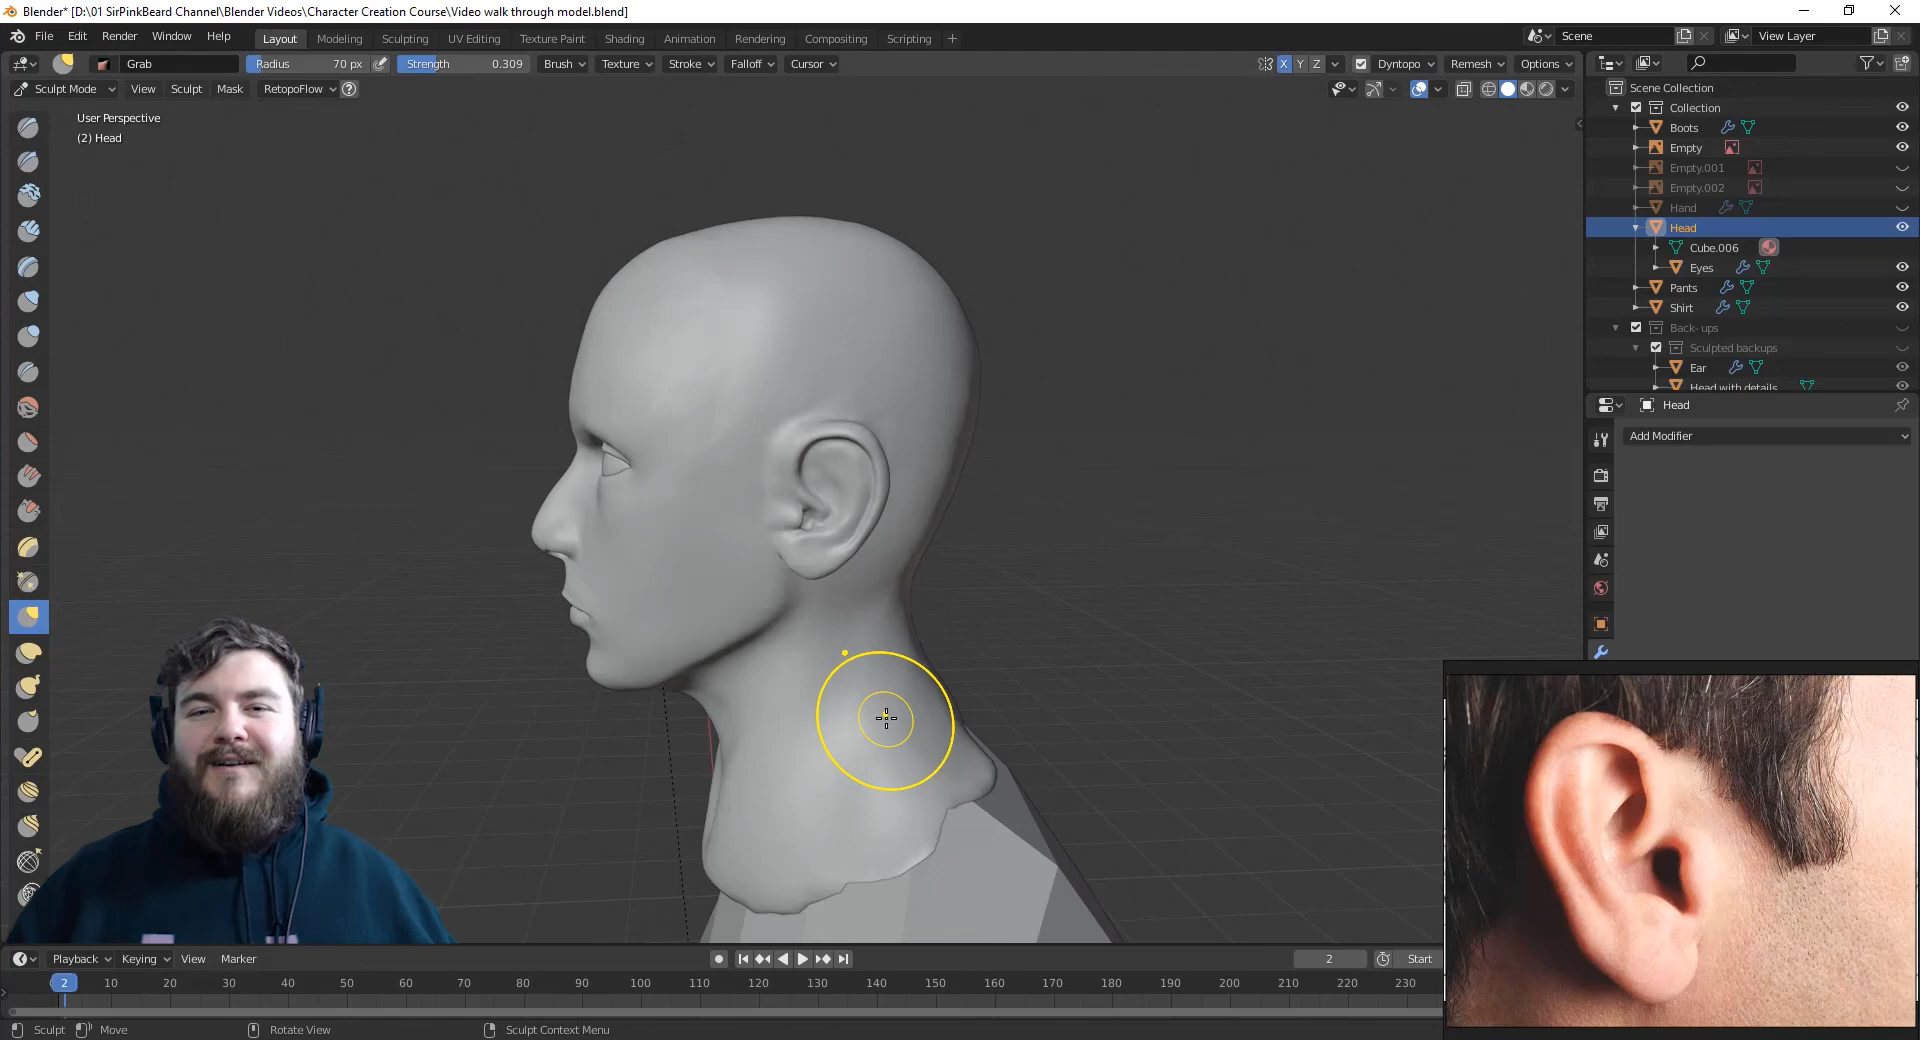 Blender* [D:\01 SirPinkBeard Channel\Blender Videos\Character Creation Course\Video walk through model.blend]
File Edit Render Window Help Layout Modeling Sculpting UV Editing Texture Paint Shading Animation Rendering Compositing Scripting + Scene View Layer
Grab Radius 70 px Strength 0.309 Brush Texture Stroke Falloff Cursor X Y Z Dyntopo Remesh Options
Sculpt Mode View Sculpt Mask RetopoFlow ?
User Perspective
(2) Head
Scene Collection
Collection
Boots
Empty
Empty.001
Empty.002
Hand
Head
Cube.006
Eyes
Pants
Shirt
Back- ups
Sculpted backups
Ear
Head with details
Head
Add Modifier
Playback Keying View Marker 2 Start
2 10 20 30 40 50 60 70 80 90 100 110 120 130 140 150 160 170 180 190 200 210 220 230
Sculpt Move Rotate View Sculpt Context Menu